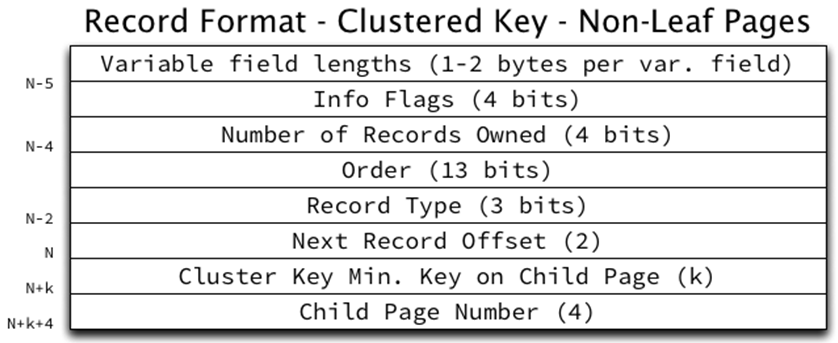 Record Format - Clustered Key - Non-Leaf Pages
Variable field lengths (1-2 bytes per var. field)
N-5
Info Flags (4 bits)
Number of Records Owned (4 bits)
N-4
Order (13 bits)
Record Type (3 bits)
N-2
Next Record Offset (2)
N
Cluster Key Min. Key on Child Page (k)
N+k
Child Page Number (4)
N+k+4